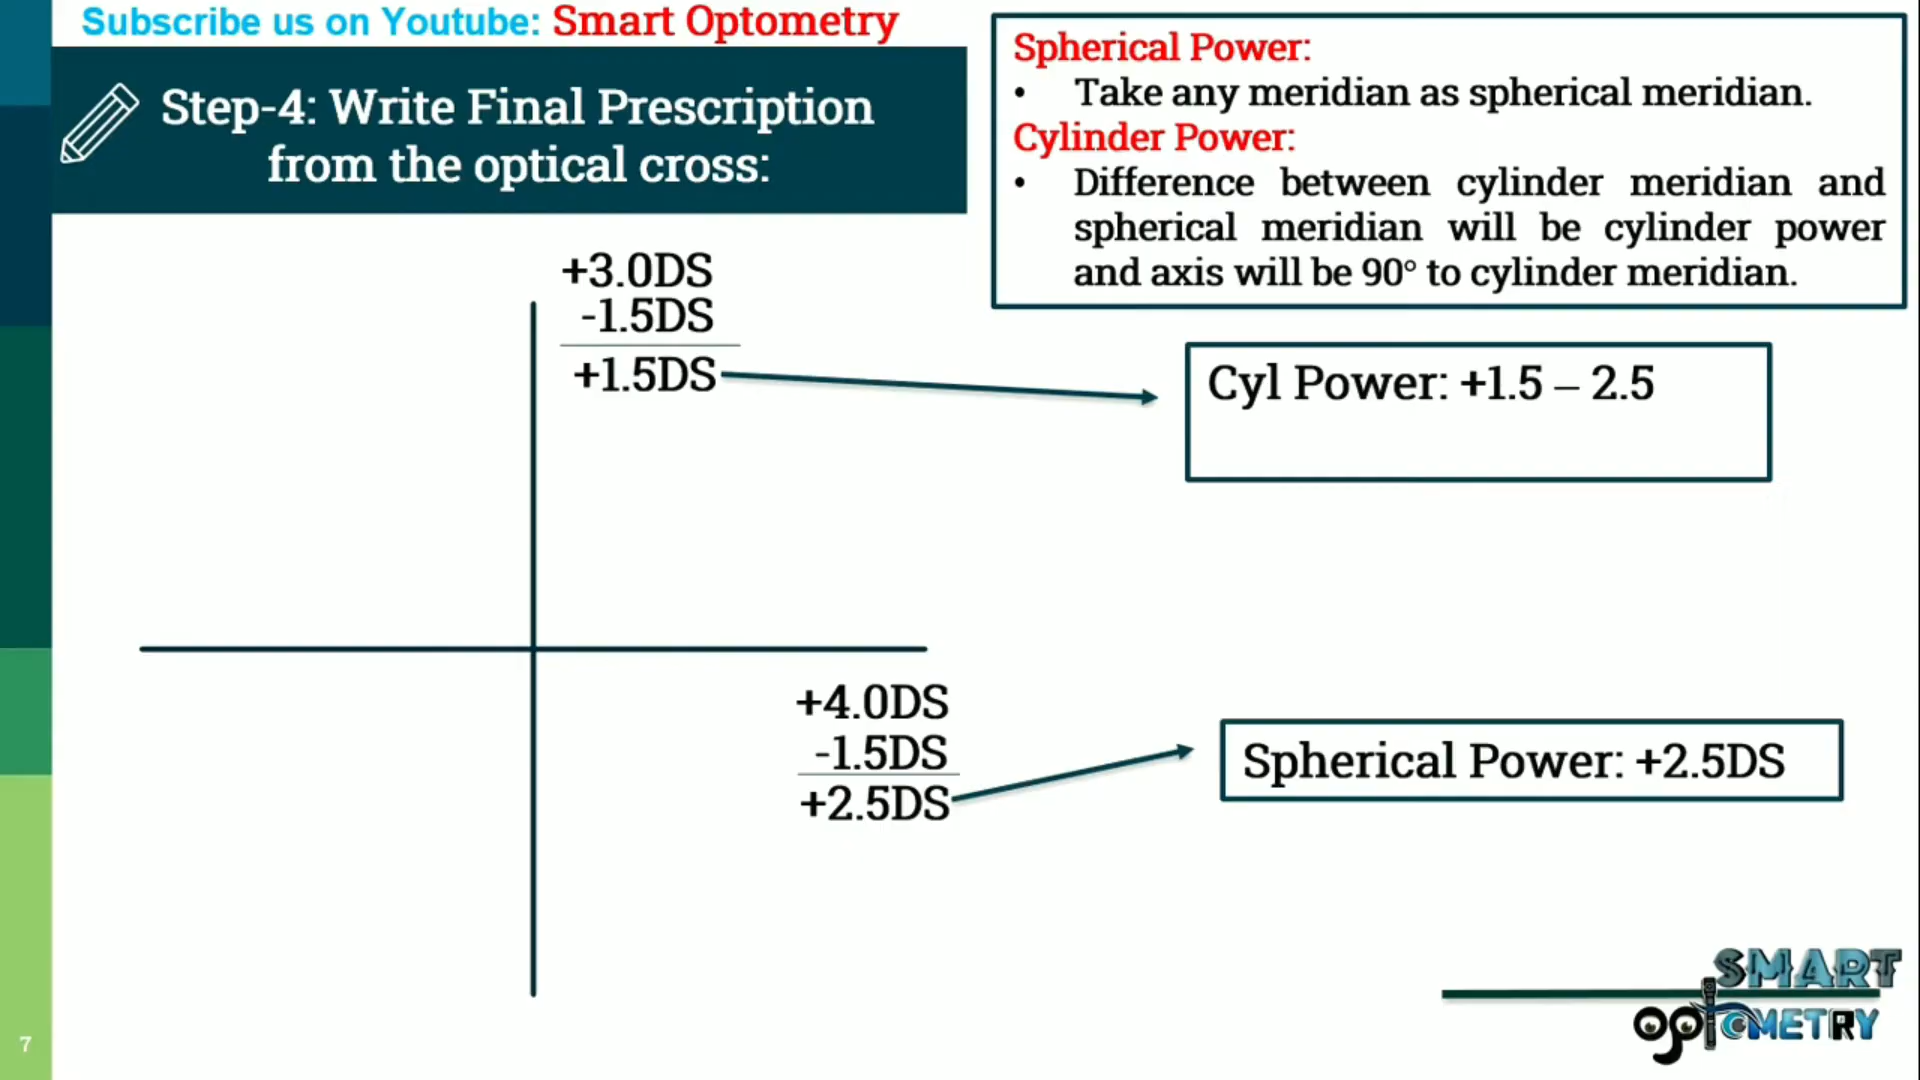 Subscribe us on Youtube: Smart Optometry
Step-4: Write Final Prescription
from the optical cross:
Spherical Power:
• Take any meridian as spherical meridian.
Cylinder Power:
• Difference between cylinder meridian and
spherical meridian will be cylinder power
and axis will be 90° to cylinder meridian.
+3.0DS
-1.5DS
+1.5DS
Cyl Power: +1.5 – 2.5
+4.0DS
-1.5DS
+2.5DS
Spherical Power: +2.5DS
SMART
OptOMETRY
7